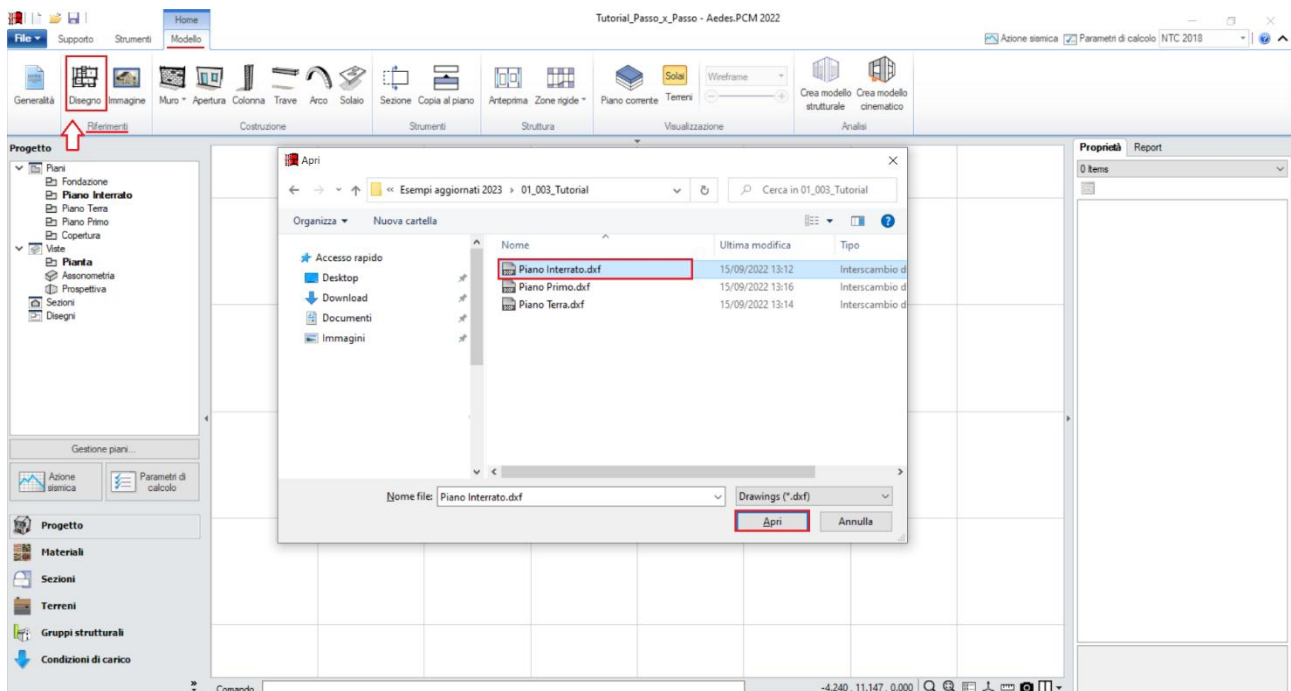 Tutorial_Passo_x_Passo - Aedes.PCM 2022
Home
File Supporto Strumenti Modello
Azione sismica Parametri di calcolo NTC 2018
Generalità Disegno Immagine Muro Apertura Colonna Trave Arco Solaio Sezione Copia al piano Anteprima Zone rigide Piano corrente Solai Terreni Wireframe Crea modello strutturale Crea modello cinematico
Riferimenti Costruzione Strumenti Struttura Visualizzazione Analisi
Progetto
Piani
Fondazione
Piano Interrato
Piano Terra
Piano Primo
Copertura
Viste
Pianta
Assonometria
Prospettiva
Sezioni
Disegni
Gestione piani...
Azione sismica
Parametri di calcolo
Progetto
Materiali
Sezioni
Terreni
Gruppi strutturali
Condizioni di carico
Apri
« Esempi aggiornati 2023 › 01_003_Tutorial
Cerca in 01_003_Tutorial
Organizza Nuova cartella
Accesso rapido
Desktop
Download
Documenti
Immagini
Nome Ultima modifica Tipo
Piano Interrato.dxf 15/09/2022 13:12 Interscambio d
Piano Primo.dxf 15/09/2022 13:16 Interscambio d
Piano Terra.dxf 15/09/2022 13:14 Interscambio d
Nome file: Piano Interrato.dxf Drawings (*.dxf)
Apri Annulla
Proprietà Report
0 Items
Comando
-4.240 , 11.147 , 0.000